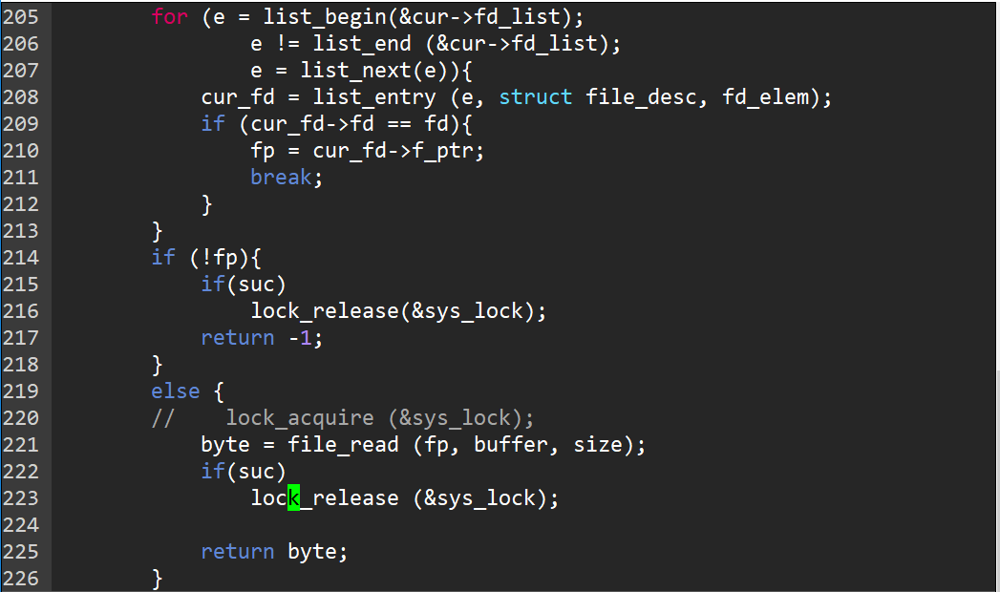 205        for (e = list_begin(&cur->fd_list);
206                e != list_end (&cur->fd_list);
207                e = list_next(e)){
208            cur_fd = list_entry (e, struct file_desc, fd_elem);
209            if (cur_fd->fd == fd){
210                fp = cur_fd->f_ptr;
211                break;
212            }
213        }
214        if (!fp){
215            if(suc)
216                lock_release(&sys_lock);
217            return -1;
218        }
219        else {
220        //    lock_acquire (&sys_lock);
221            byte = file_read (fp, buffer, size);
222            if(suc)
223                lock_release (&sys_lock);
224
225            return byte;
226        }